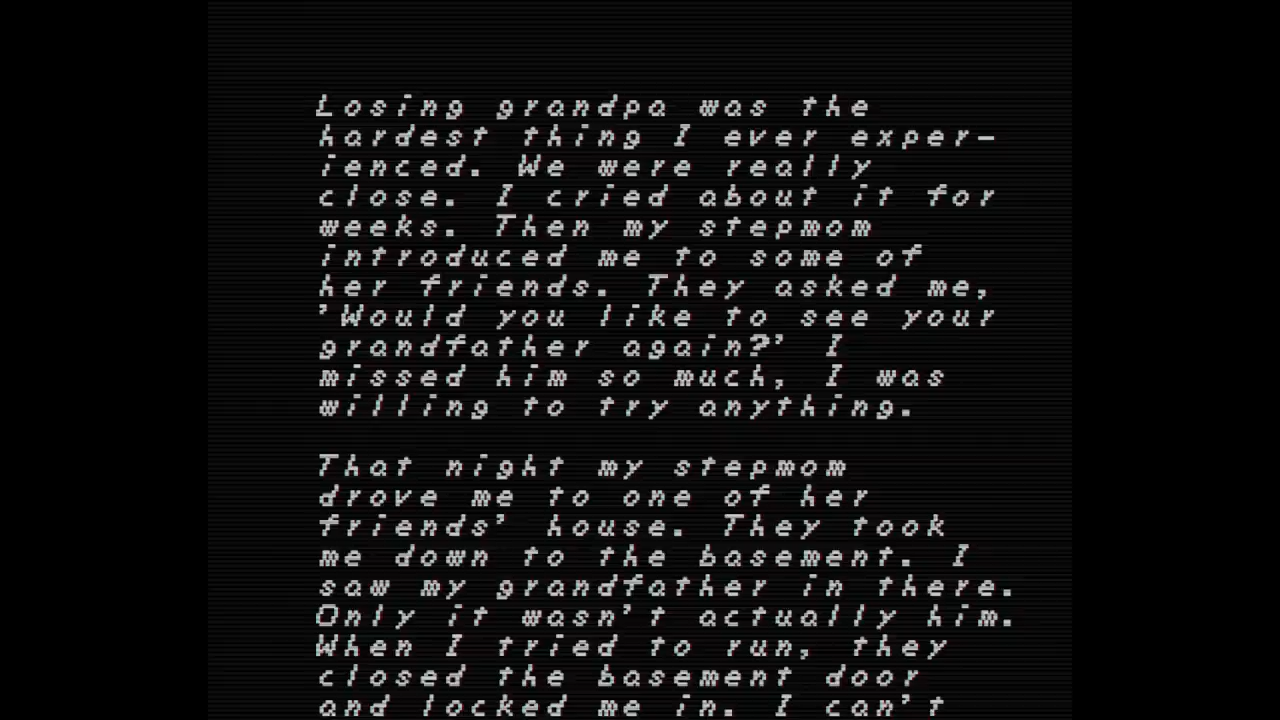 Losing grandpa was the
hardest thing I ever exper-
ienced. We were really
close. I cried about it for
weeks. Then my stepmom
introduced me to some of
her friends. They asked me,
'Would you like to see your
grandfather again?' I
missed him so much, I was
willing to try anything.
That night my stepmom
drove me to one of her
friends' house. They took
me down to the basement. I
saw my grandfather in there.
Only it wasn't actually him.
When I tried to run, they
closed the basement door
and locked me in. I can't